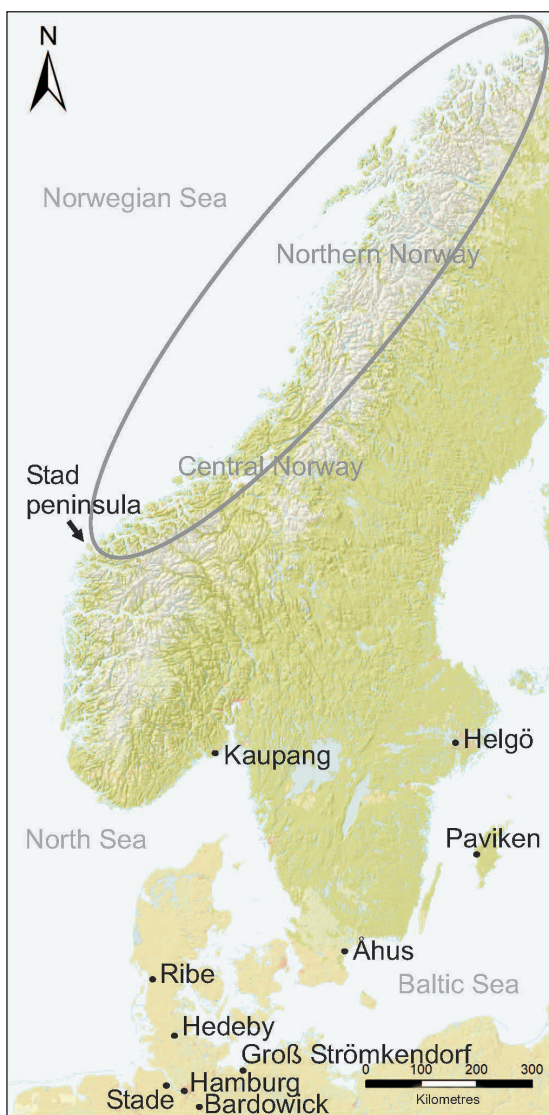 N
Norwegian Sea
Northern Norway
Central Norway
Stad
peninsula
Kaupang
Helgö
North Sea
Paviken
Åhus
Ribe
Baltic Sea
Hedeby
Groß Strömkendorf
Hamburg
Stade
Bardowick
0 100 200 300
Kilometres